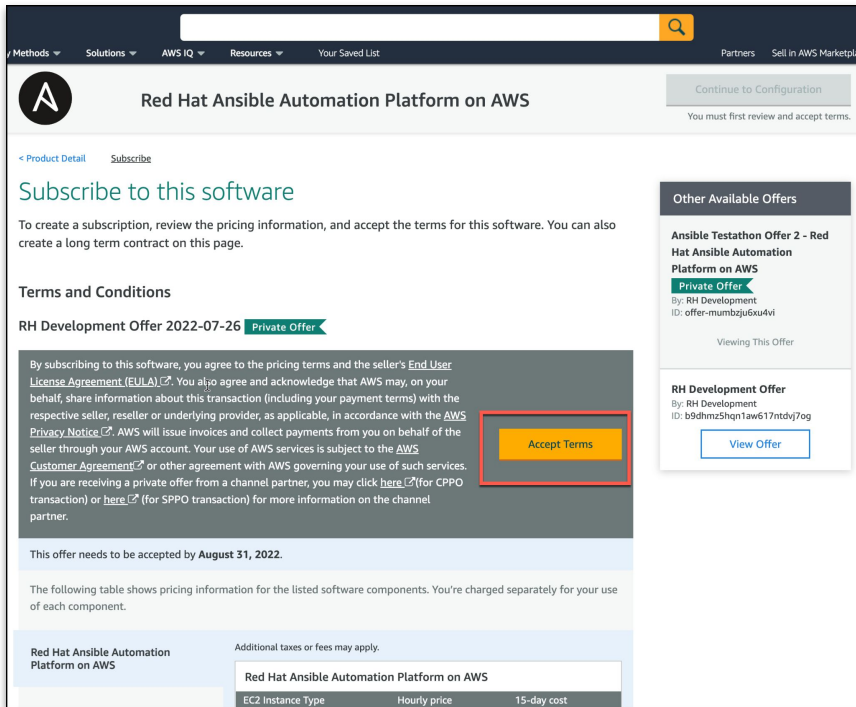 y Methods Solutions AWS IQ Resources Your Saved List Partners Sell in AWS Marketpla
Red Hat Ansible Automation Platform on AWS
Continue to Configuration
You must first review and accept terms.
< Product Detail Subscribe
Subscribe to this software
To create a subscription, review the pricing information, and accept the terms for this software. You can also
create a long term contract on this page.
Terms and Conditions
RH Development Offer 2022-07-26 Private Offer
By subscribing to this software, you agree to the pricing terms and the seller's End User
License Agreement (EULA). You also agree and acknowledge that AWS may, on your
behalf, share information about this transaction (including your payment terms) with the
respective seller, reseller or underlying provider, as applicable, in accordance with the AWS
Privacy Notice. AWS will issue invoices and collect payments from you on behalf of the
seller through your AWS account. Your use of AWS services is subject to the AWS
Customer Agreement or other agreement with AWS governing your use of such services.
If you are receiving a private offer from a channel partner, you may click here (for CPPO
transaction) or here (for SPPO transaction) for more information on the channel
partner.
Accept Terms
This offer needs to be accepted by August 31, 2022.
The following table shows pricing information for the listed software components. You're charged separately for your use
of each component.
Red Hat Ansible Automation
Platform on AWS
Additional taxes or fees may apply.
Red Hat Ansible Automation Platform on AWS
EC2 Instance Type Hourly price 15-day cost
Other Available Offers
Ansible Testathon Offer 2 - Red
Hat Ansible Automation
Platform on AWS
Private Offer
By: RH Development
ID: offer-mumbzju6xu4vi
Viewing This Offer
RH Development Offer
By: RH Development
ID: b9dhmz5hqn1aw617ntdvj7og
View Offer